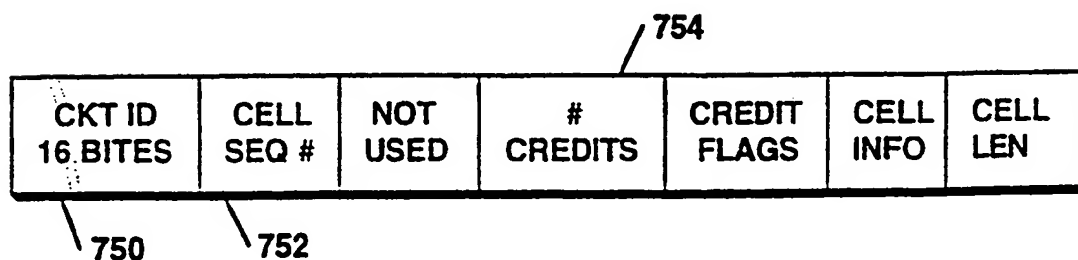 754
CKT ID
16 BITES
CELL
SEQ #
NOT
USED
#
CREDITS
CREDIT
FLAGS
CELL
INFO
CELL
LEN
750
752